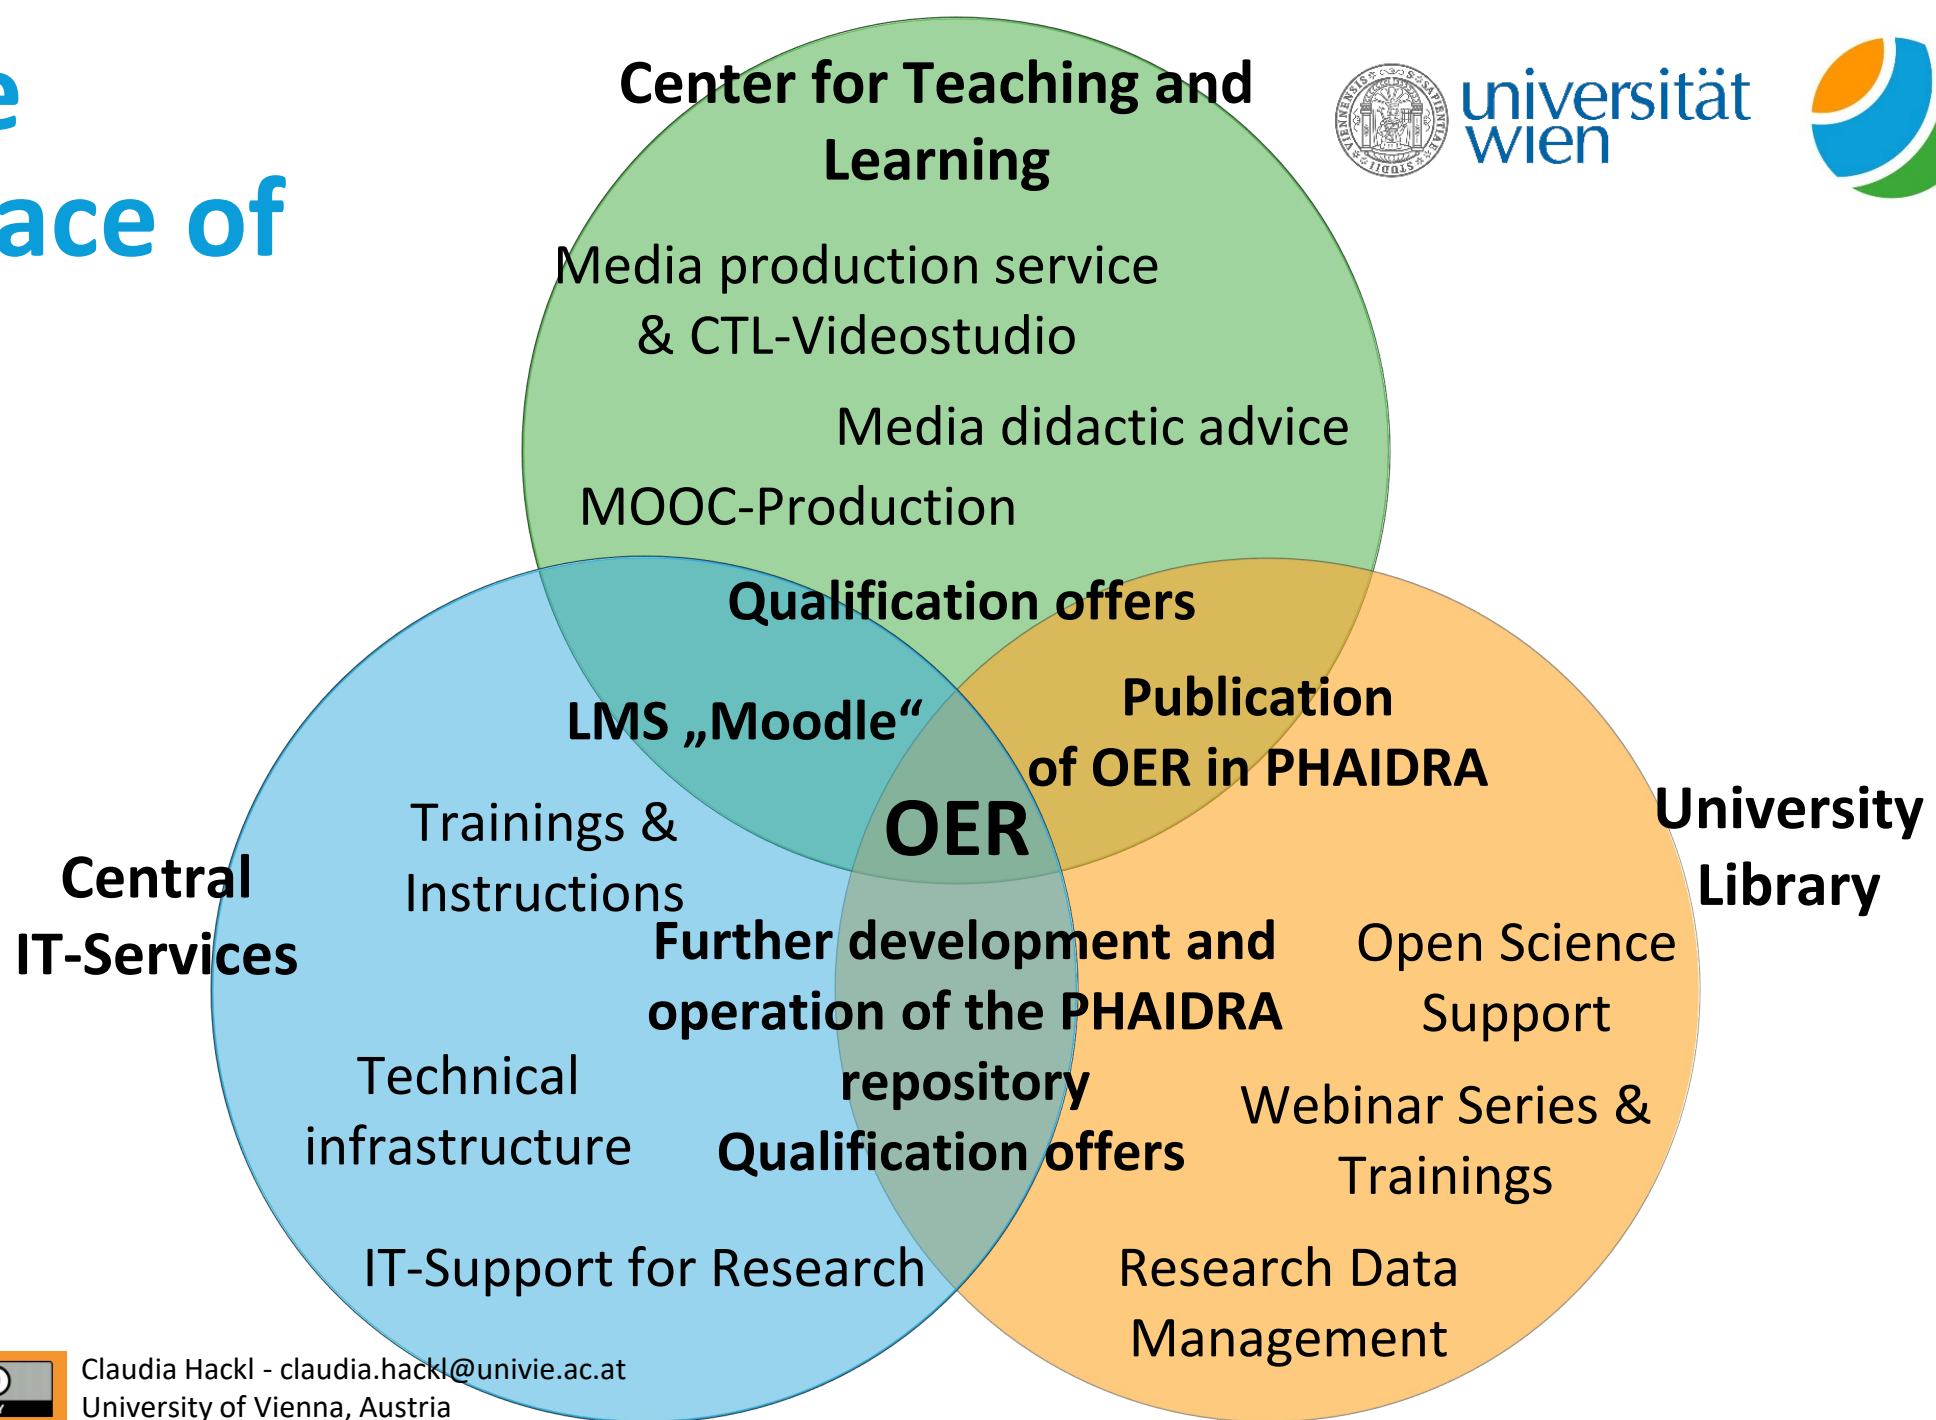 ace of
Center for Teaching and
Learning
universität
wien
Media production service
& CTL-Videostudio
Media didactic advice
MOOC-Production
Qualification offers
LMS „Moodle“
Publication
of OER in PHAIDRA
OER
Trainings &
Instructions
Central
IT-Services
University
Library
Further development and
operation of the PHAIDRA
repository
Qualification offers
Open Science
Support
Technical
infrastructure
Webinar Series &
Trainings
IT-Support for Research
Research Data
Management
Claudia Hackl - claudia.hackl@univie.ac.at
University of Vienna, Austria